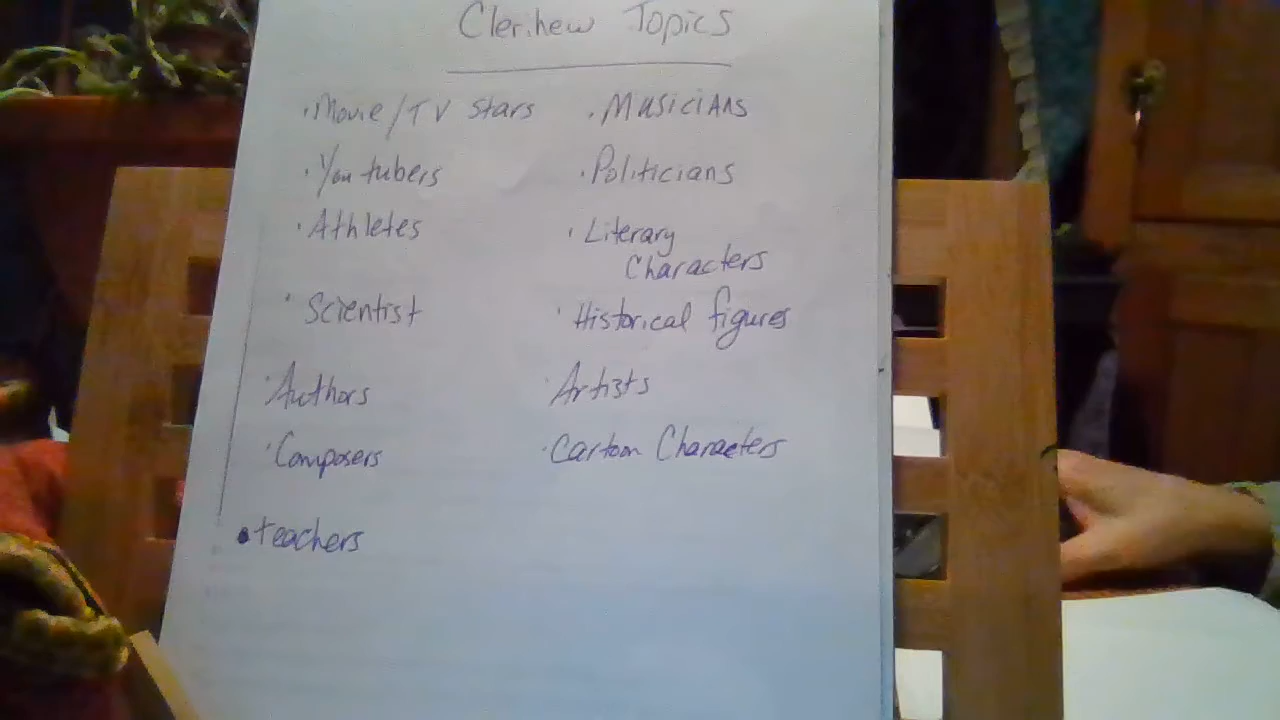 Clerihew Topics
·Movie/TV Stars
·Youtubers
·Athletes
·Scientist
·Authors
·Composers
•teachers
·Musicians
·Politicians
·Literary
Characters
·Historical figures
·Artists
·Cartoon Characters